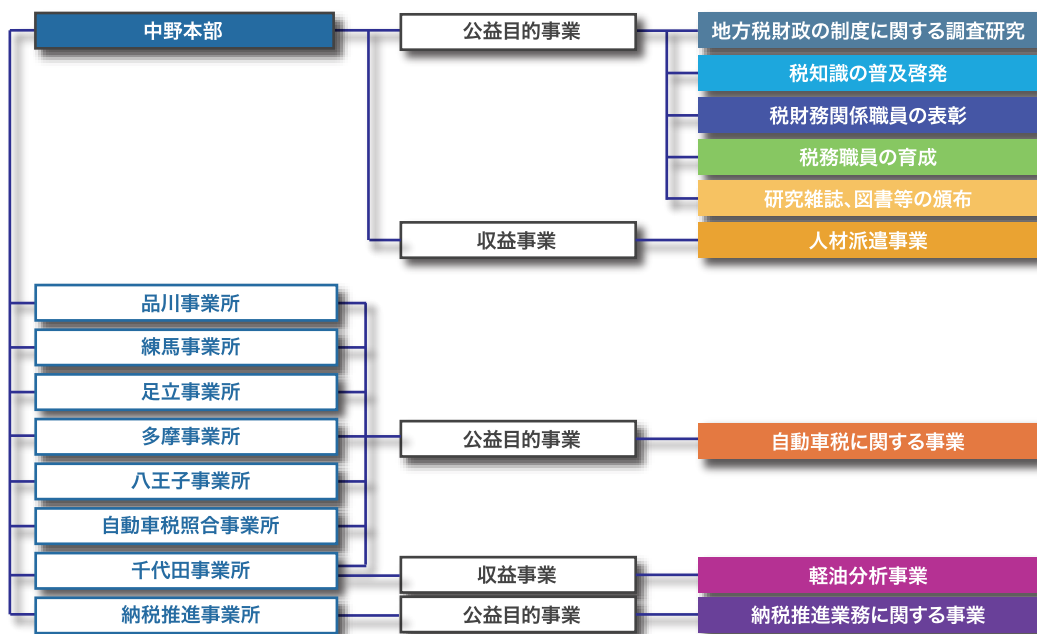 中野本部
公益目的事業
地方税財政の制度に関する調査研究
税知識の普及啓発
税財務関係職員の表彰
税務職員の育成
研究雑誌、図書等の頒布
収益事業
人材派遣事業
品川事業所
練馬事業所
足立事業所
多摩事業所
八王子事業所
自動車税照合事業所
千代田事業所
納税推進事業所
公益目的事業
自動車税に関する事業
収益事業
軽油分析事業
公益目的事業
納税推進業務に関する事業